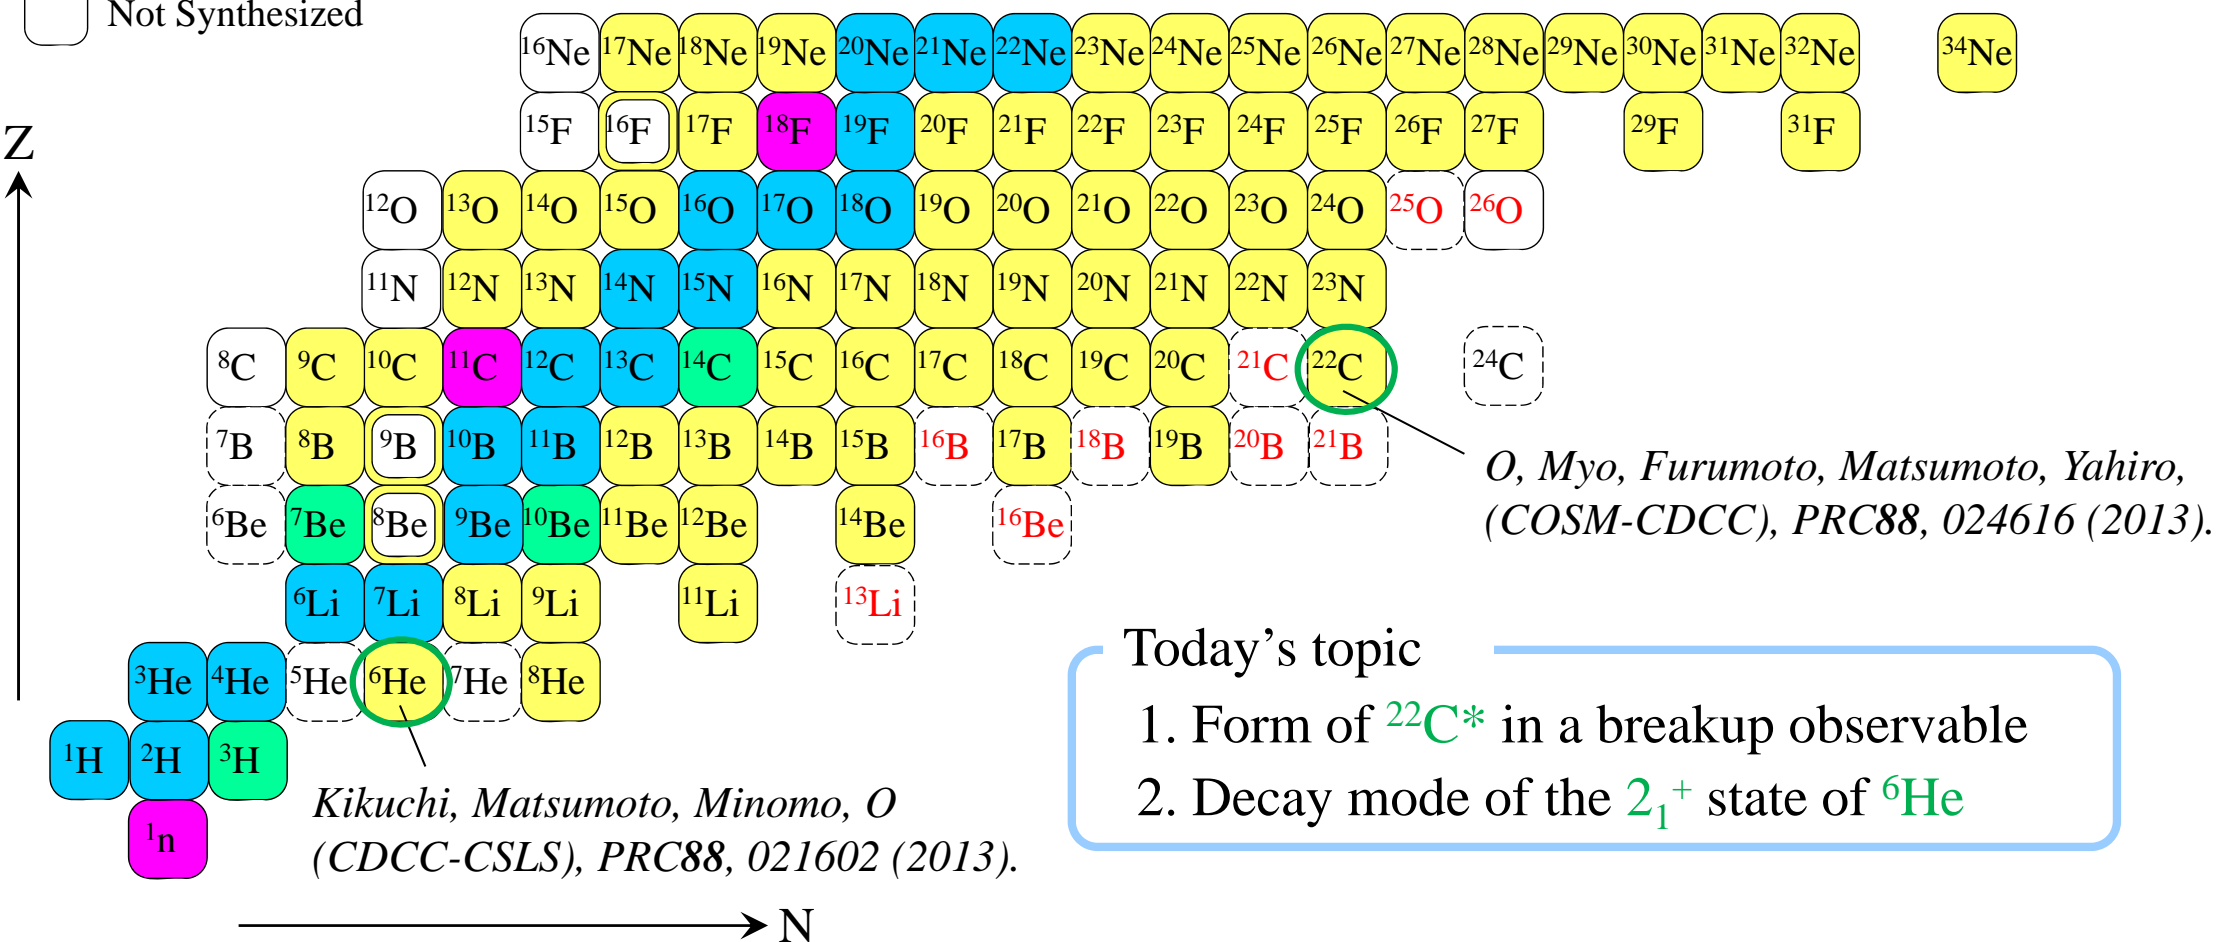 Not Synthesized
¹⁶Ne ¹⁷Ne ¹⁸Ne ¹⁹Ne ²⁰Ne ²¹Ne ²²Ne ²³Ne ²⁴Ne ²⁵Ne ²⁶Ne ²⁷Ne ²⁸Ne ²⁹Ne ³⁰Ne ³¹Ne ³²Ne ³⁴Ne
¹⁵F ¹⁶F ¹⁷F ¹⁸F ¹⁹F ²⁰F ²¹F ²²F ²³F ²⁴F ²⁵F ²⁶F ²⁷F ²⁹F ³¹F
Z
¹²O ¹³O ¹⁴O ¹⁵O ¹⁶O ¹⁷O ¹⁸O ¹⁹O ²⁰O ²¹O ²²O ²³O ²⁴O ²⁵O ²⁶O
¹¹N ¹²N ¹³N ¹⁴N ¹⁵N ¹⁶N ¹⁷N ¹⁸N ¹⁹N ²⁰N ²¹N ²²N ²³N
⁸C ⁹C ¹⁰C ¹¹C ¹²C ¹³C ¹⁴C ¹⁵C ¹⁶C ¹⁷C ¹⁸C ¹⁹C ²⁰C ²¹C ²²C ²⁴C
⁷B ⁸B ⁹B ¹⁰B ¹¹B ¹²B ¹³B ¹⁴B ¹⁵B ¹⁶B ¹⁷B ¹⁸B ¹⁹B ²⁰B ²¹B
O, Myo, Furumoto, Matsumoto, Yahiro,
(COSM-CDCC), PRC88, 024616 (2013).
⁶Be ⁷Be ⁸Be ⁹Be ¹⁰Be ¹¹Be ¹²Be ¹⁴Be ¹⁶Be
⁶Li ⁷Li ⁸Li ⁹Li ¹¹Li ¹³Li
³He ⁴He ⁵He ⁶He ⁷He ⁸He
¹H ²H ³H
¹n
Kikuchi, Matsumoto, Minomo, O
(CDCC-CSLS), PRC88, 021602 (2013).
N
Today’s topic
1. Form of ²²C* in a breakup observable
2. Decay mode of the 2₁⁺ state of ⁶He